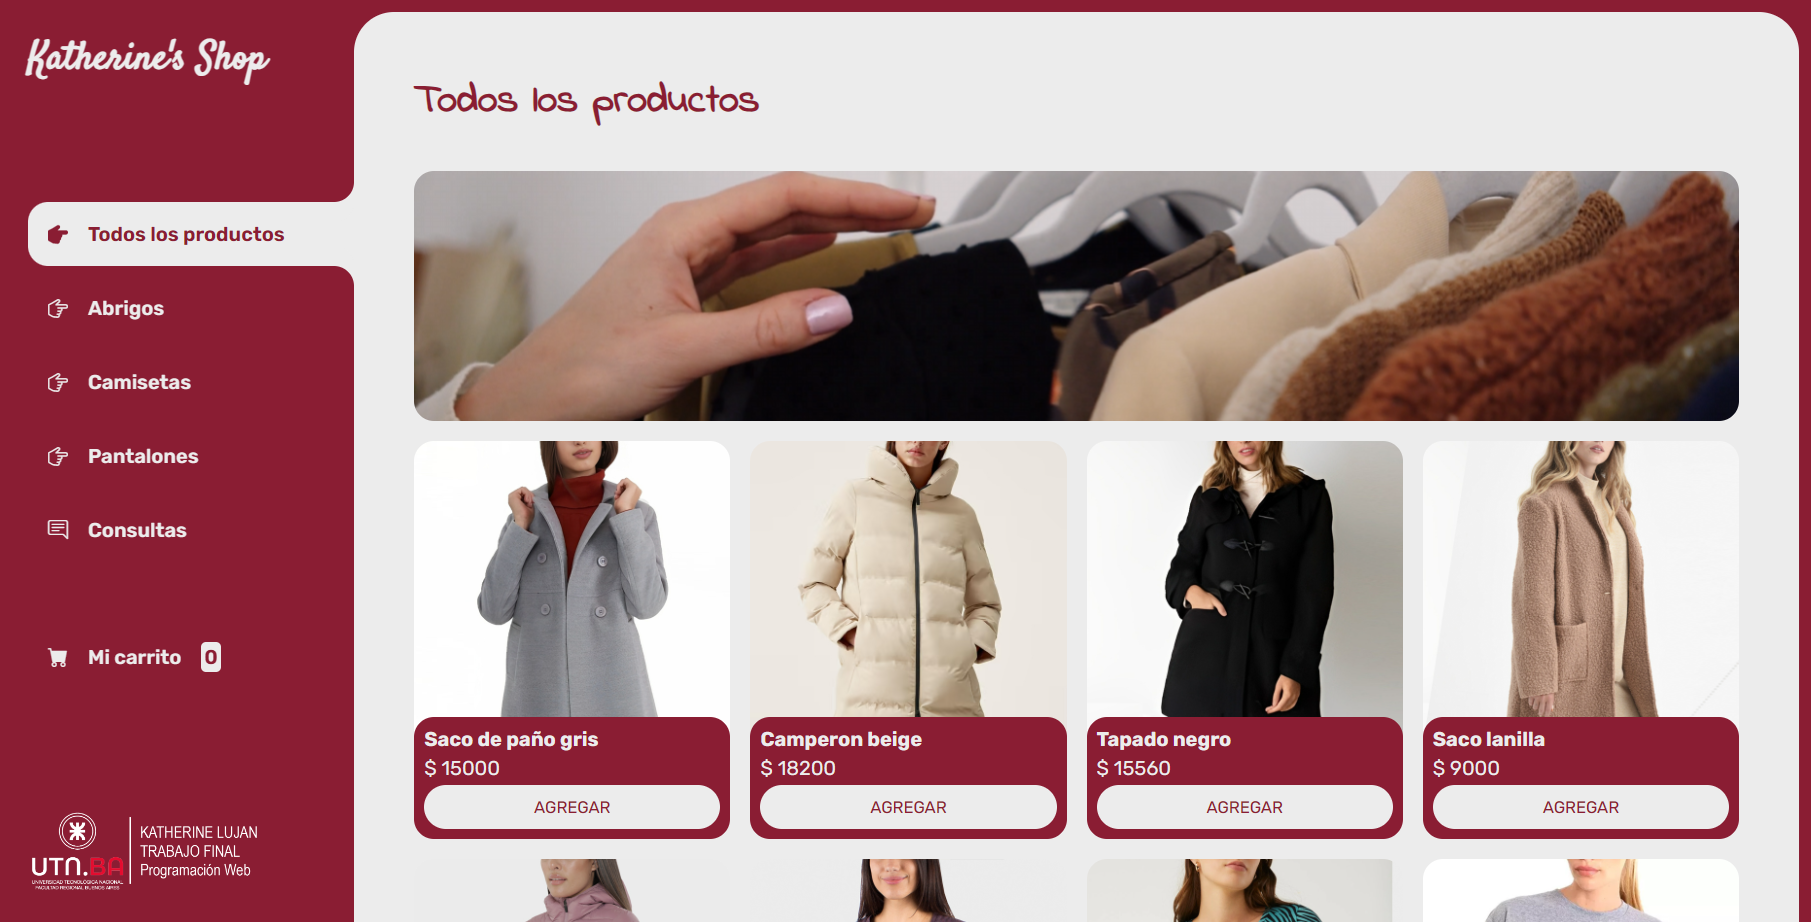 Katherine's Shop
Todos los productos
Abrigos
Camisetas
Pantalones
Consultas
Mi carrito 0
UTN.BA
UNIVERSIDAD TECNOLÓGICA NACIONAL
FACULTAD REGIONAL BUENOS AIRES
KATHERINE LUJAN
TRABAJO FINAL
Programación Web
Todos los productos
Saco de paño gris
$ 15000
AGREGAR
Camperon beige
$ 18200
AGREGAR
Tapado negro
$ 15560
AGREGAR
Saco lanilla
$ 9000
AGREGAR